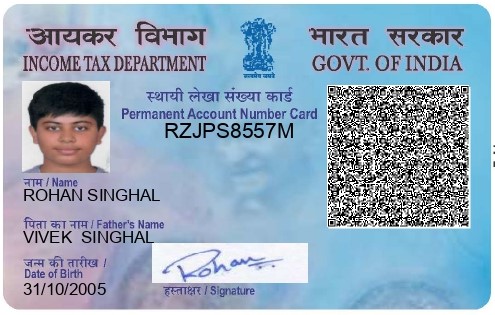 आयकर विभाग
INCOME TAX DEPARTMENT
भारत सरकार
GOVT. OF INDIA
स्थायी लेखा संख्या कार्ड
Permanent Account Number Card
RZJPS8557M
नाम / Name
ROHAN SINGHAL
पिता का नाम / Father's Name
VIVEK SINGHAL
जन्म की तारीख /
Date of Birth
31/10/2005
Rohan
हस्ताक्षर / Signature